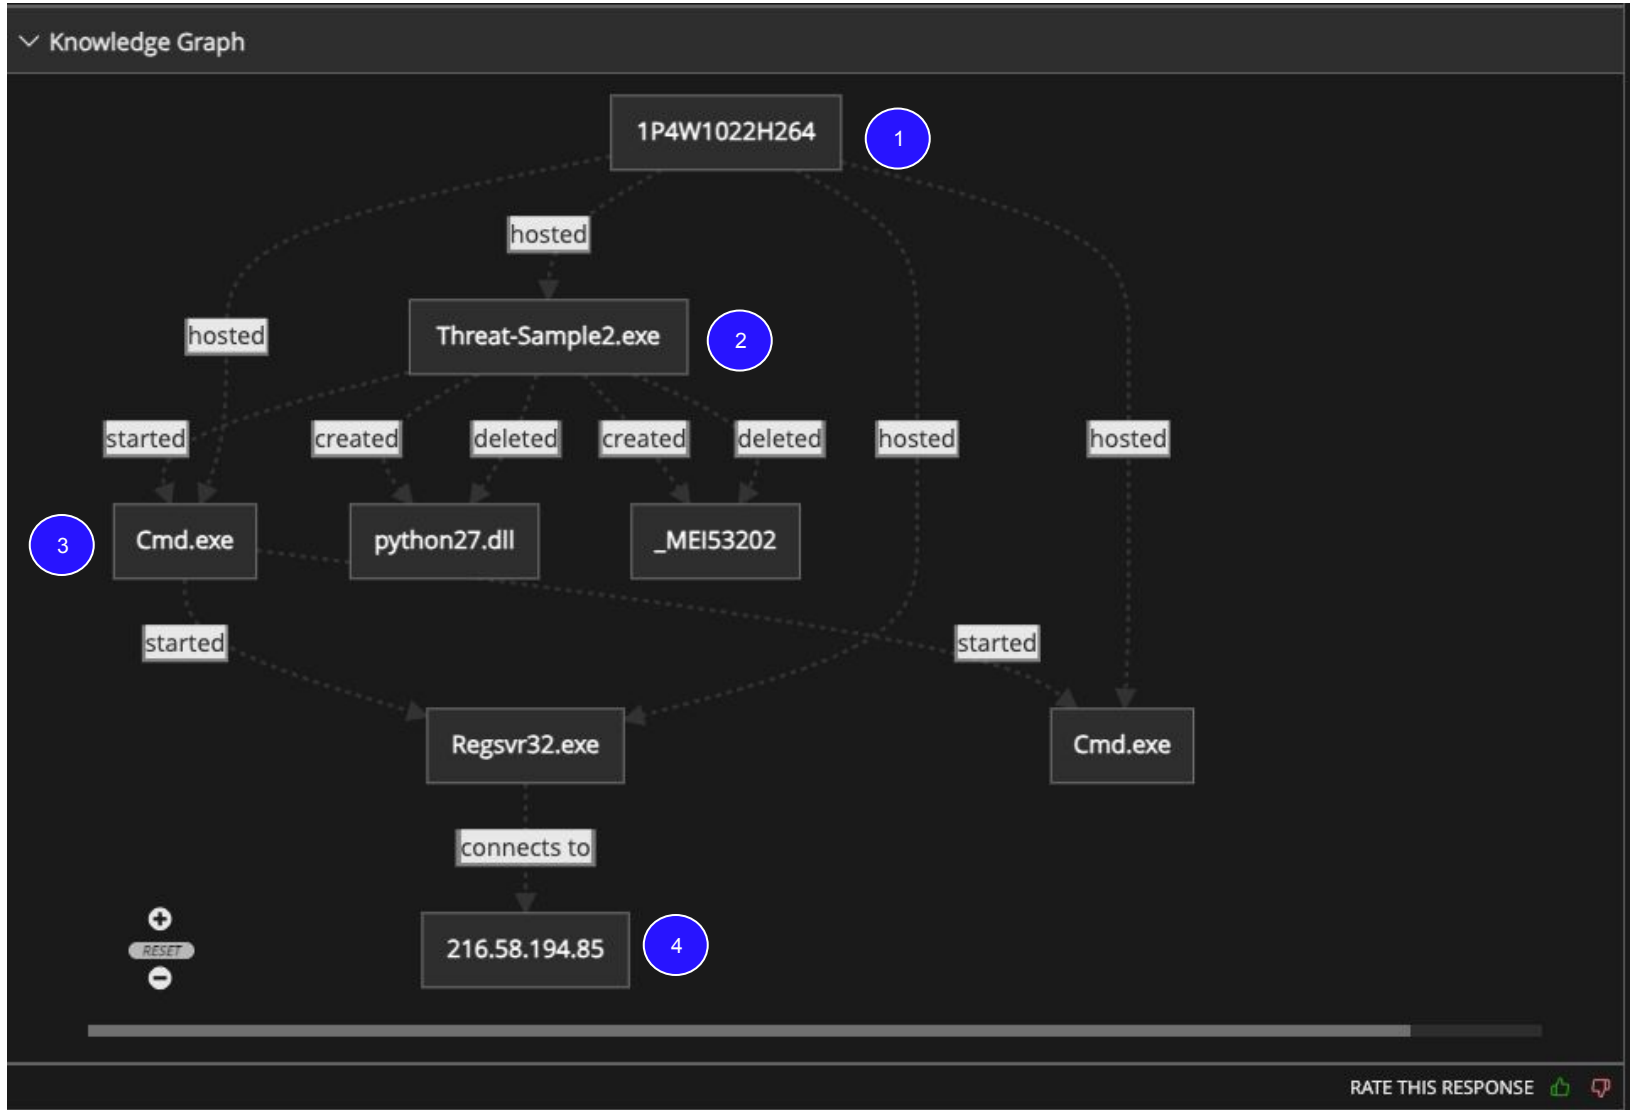 Knowledge Graph
1P4W1022H264
1
hosted
Threat-Sample2.exe
2
hosted
started
created
deleted
created
deleted
hosted
hosted
3
Cmd.exe
python27.dll
_MEI53202
started
started
Regsvr32.exe
Cmd.exe
connects to
216.58.194.85
4
RESET
RATE THIS RESPONSE